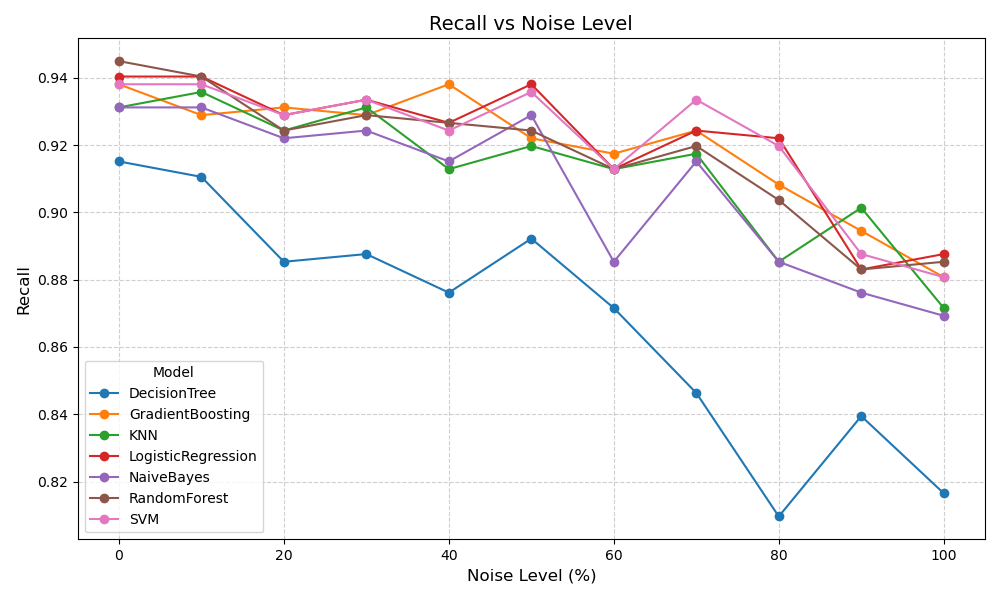 Recall vs Noise Level
Recall
0.94
0.92
0.90
0.88
0.86
0.84
0.82
Model
DecisionTree
GradientBoosting
KNN
LogisticRegression
NaiveBayes
RandomForest
SVM
0 20 40 60 80 100
Noise Level (%)